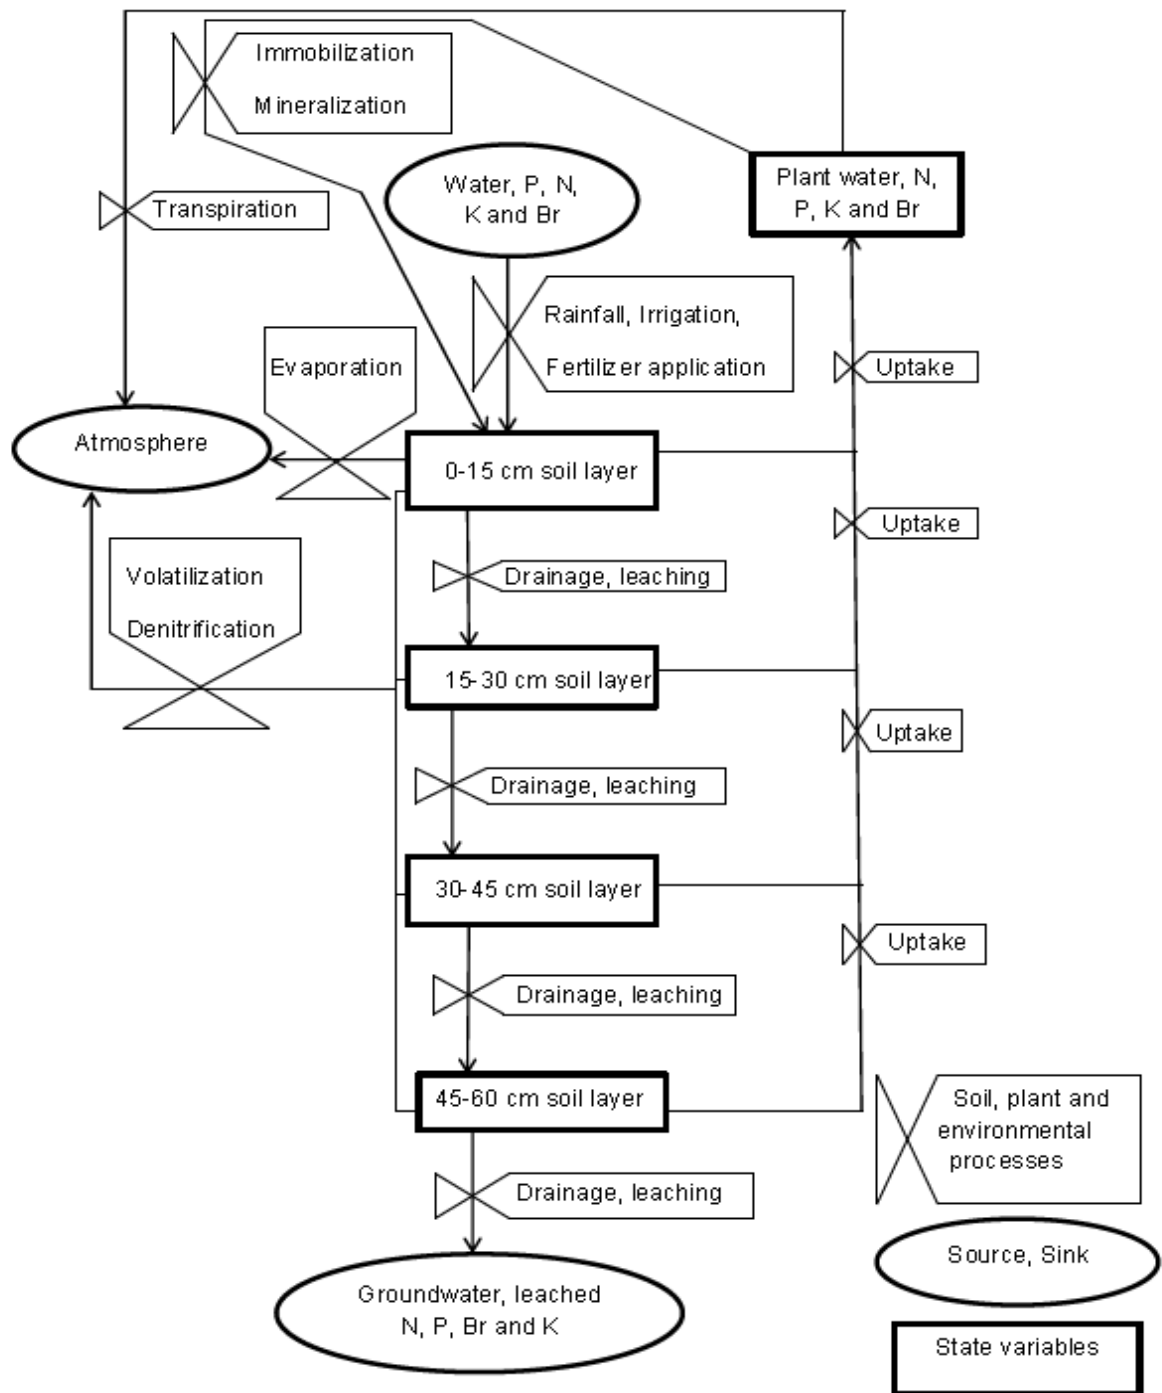 Immobilization
Mineralization
Water, P, N,
K and Br
Plant water, N,
P, K and Br
Transpiration
Rainfall, Irrigation,
Fertilizer application
Evaporation
Uptake
Atmosphere
0-15 cm soil layer
Uptake
Volatilization
Denitrification
Drainage, leaching
15-30 cm soil layer
Uptake
Drainage, leaching
30-45 cm soil layer
Uptake
Drainage, leaching
45-60 cm soil layer
Soil, plant and
environmental
processes
Drainage, leaching
Source, Sink
Groundwater, leached
N, P, Br and K
State variables